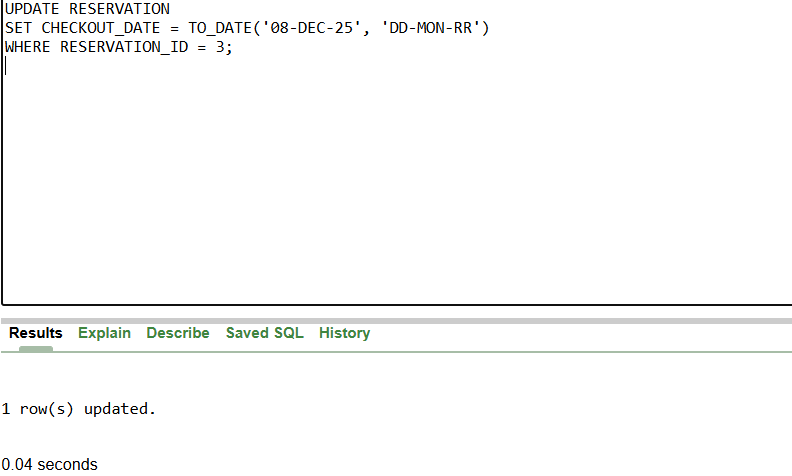 UPDATE RESERVATION
SET CHECKOUT_DATE = TO_DATE('08-DEC-25', 'DD-MON-RR')
WHERE RESERVATION_ID = 3;
Results Explain Describe Saved SQL History
1 row(s) updated.
0.04 seconds